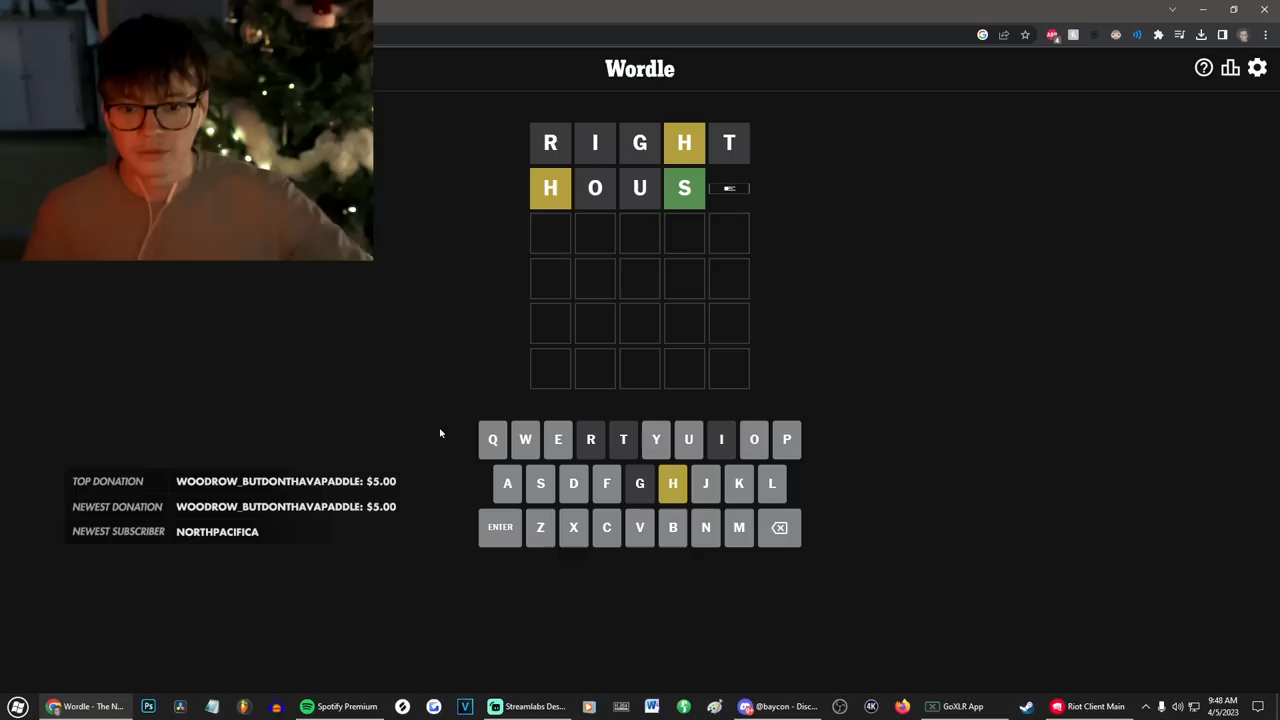 Wordle
R I G H T
H O U S E
Q W E R T Y U I O P
A S D F G H J K L
ENTER Z X C V B N M
TOP DONATION WOODROW_BUTDONTHAVAPADDLE: $5.00
NEWEST DONATION WOODROW_BUTDONTHAVAPADDLE: $5.00
NEWEST SUBSCRIBER NORTHPACIFICA
Wordle - The N... Spotify Premium Streamlabs Des... @baycon - Disc... GoXLR App Riot Client Main 9:48 AM
4/5/2023